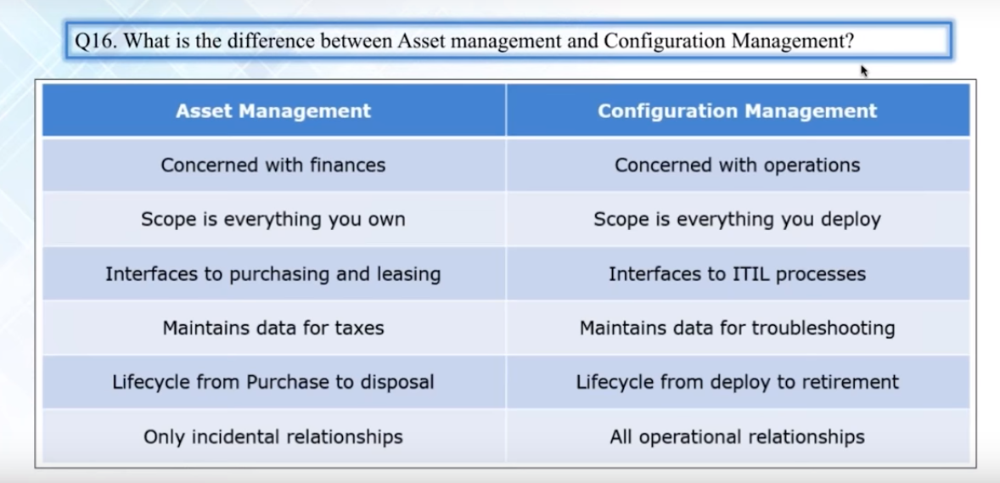 Q16. What is the difference between Asset management and Configuration Management?
Asset Management Configuration Management
Concerned with finances Concerned with operations
Scope is everything you own Scope is everything you deploy
Interfaces to purchasing and leasing Interfaces to ITIL processes
Maintains data for taxes Maintains data for troubleshooting
Lifecycle from Purchase to disposal Lifecycle from deploy to retirement
Only incidental relationships All operational relationships